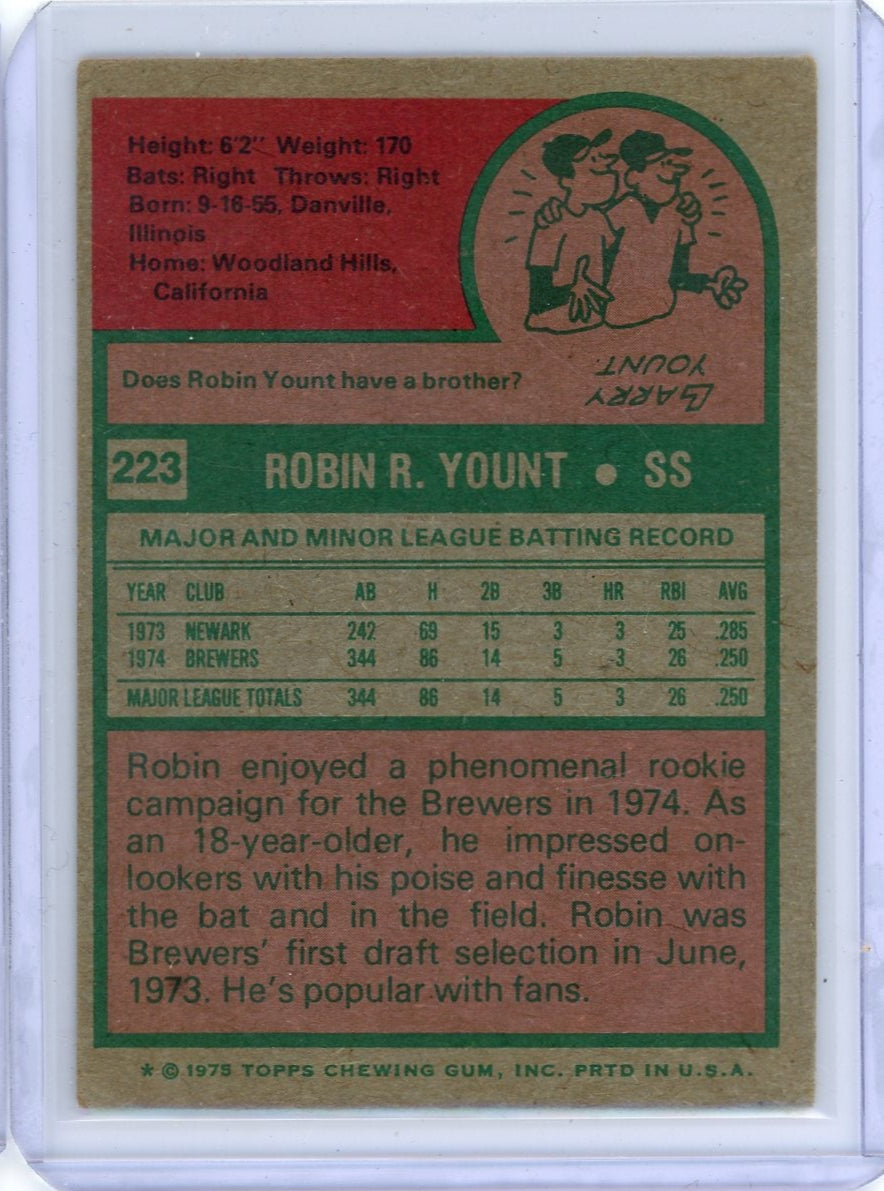 Height: 6'2" Weight: 170
Bats: Right Throws: Right
Born: 9-16-55, Danville,
Illinois
Home: Woodland Hills,
California
Does Robin Yount have a brother?
LARRY
YOUNT.
223 ROBIN R. YOUNT • SS
MAJOR AND MINOR LEAGUE BATTING RECORD
YEAR CLUB AB H 2B 3B HR RBI AVG
1973 NEWARK 242 69 15 3 3 25 .285
1974 BREWERS 344 86 14 5 3 26 .250
MAJOR LEAGUE TOTALS 344 86 14 5 3 26 .250
Robin enjoyed a phenomenal rookie
campaign for the Brewers in 1974. As
an 18-year-older, he impressed on-
lookers with his poise and finesse with
the bat and in the field. Robin was
Brewers' first draft selection in June,
1973. He's popular with fans.
* © 1975 TOPPS CHEWING GUM, INC. PRTD IN U.S.A.